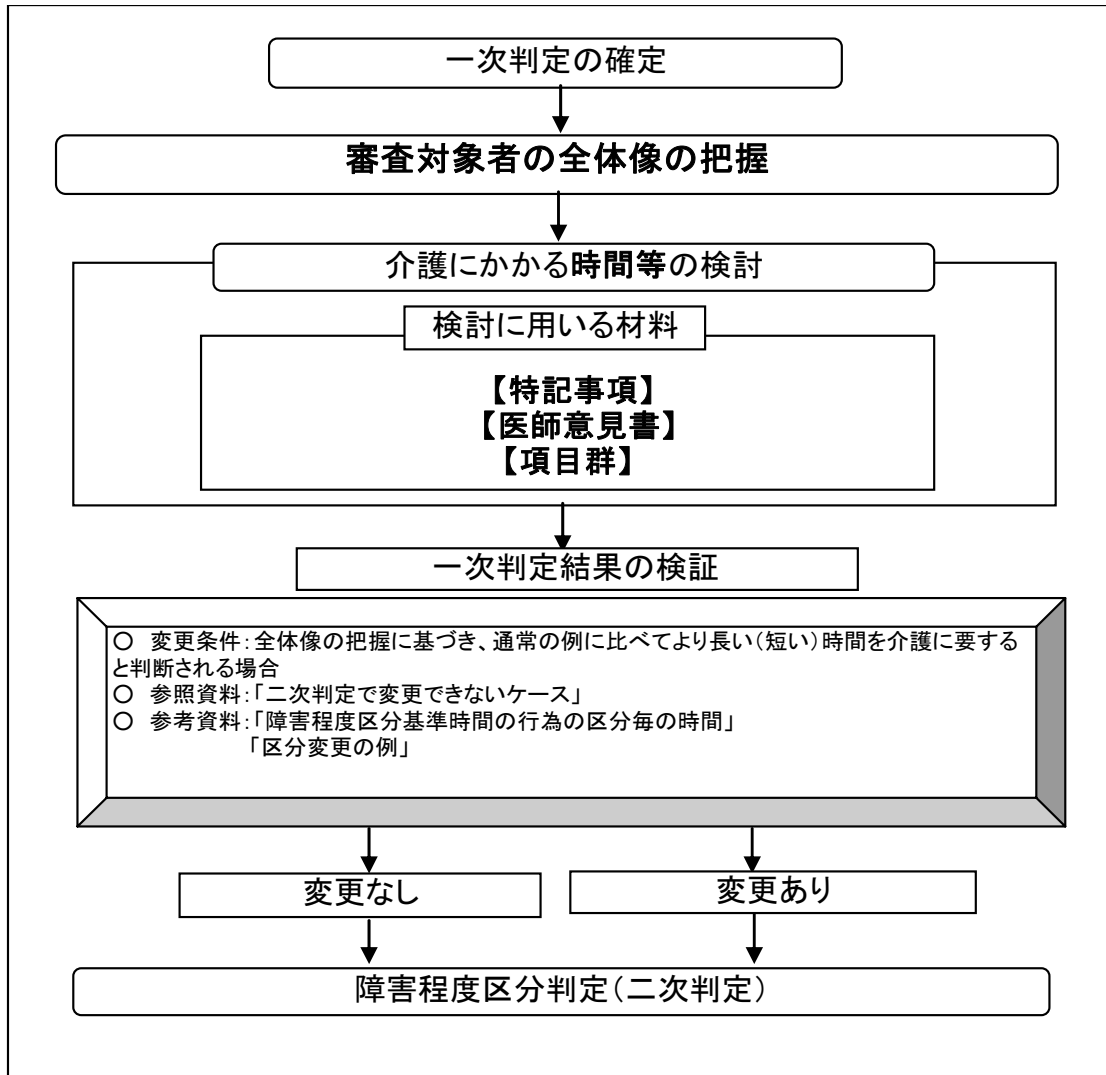 一次判定の確定
審査対象者の全体像の把握
介護にかかる時間等の検討
検討に用いる材料
【特記事項】
【医師意見書】
【項目群】
一次判定結果の検証
○ 変更条件：全体像の把握に基づき、通常の例に比べてより長い（短い）時間を介護に要する
と判断される場合
○ 参照資料：「二次判定で変更できないケース」
○ 参考資料：「障害程度区分基準時間の行為の区分毎の時間」
「区分変更の例」
変更なし
変更あり
障害程度区分判定（二次判定）